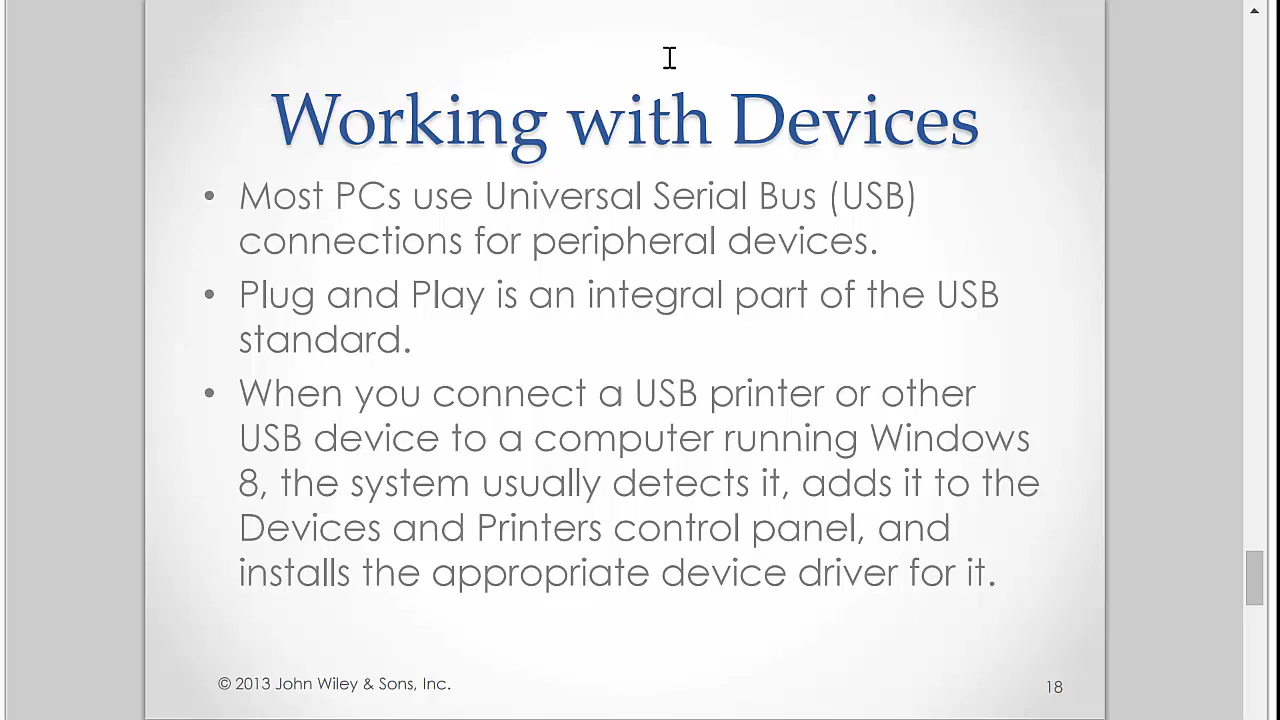 Working with Devices
• Most PCs use Universal Serial Bus (USB)
connections for peripheral devices.
• Plug and Play is an integral part of the USB
standard.
• When you connect a USB printer or other
USB device to a computer running Windows
8, the system usually detects it, adds it to the
Devices and Printers control panel, and
installs the appropriate device driver for it.
© 2013 John Wiley & Sons, Inc.
18